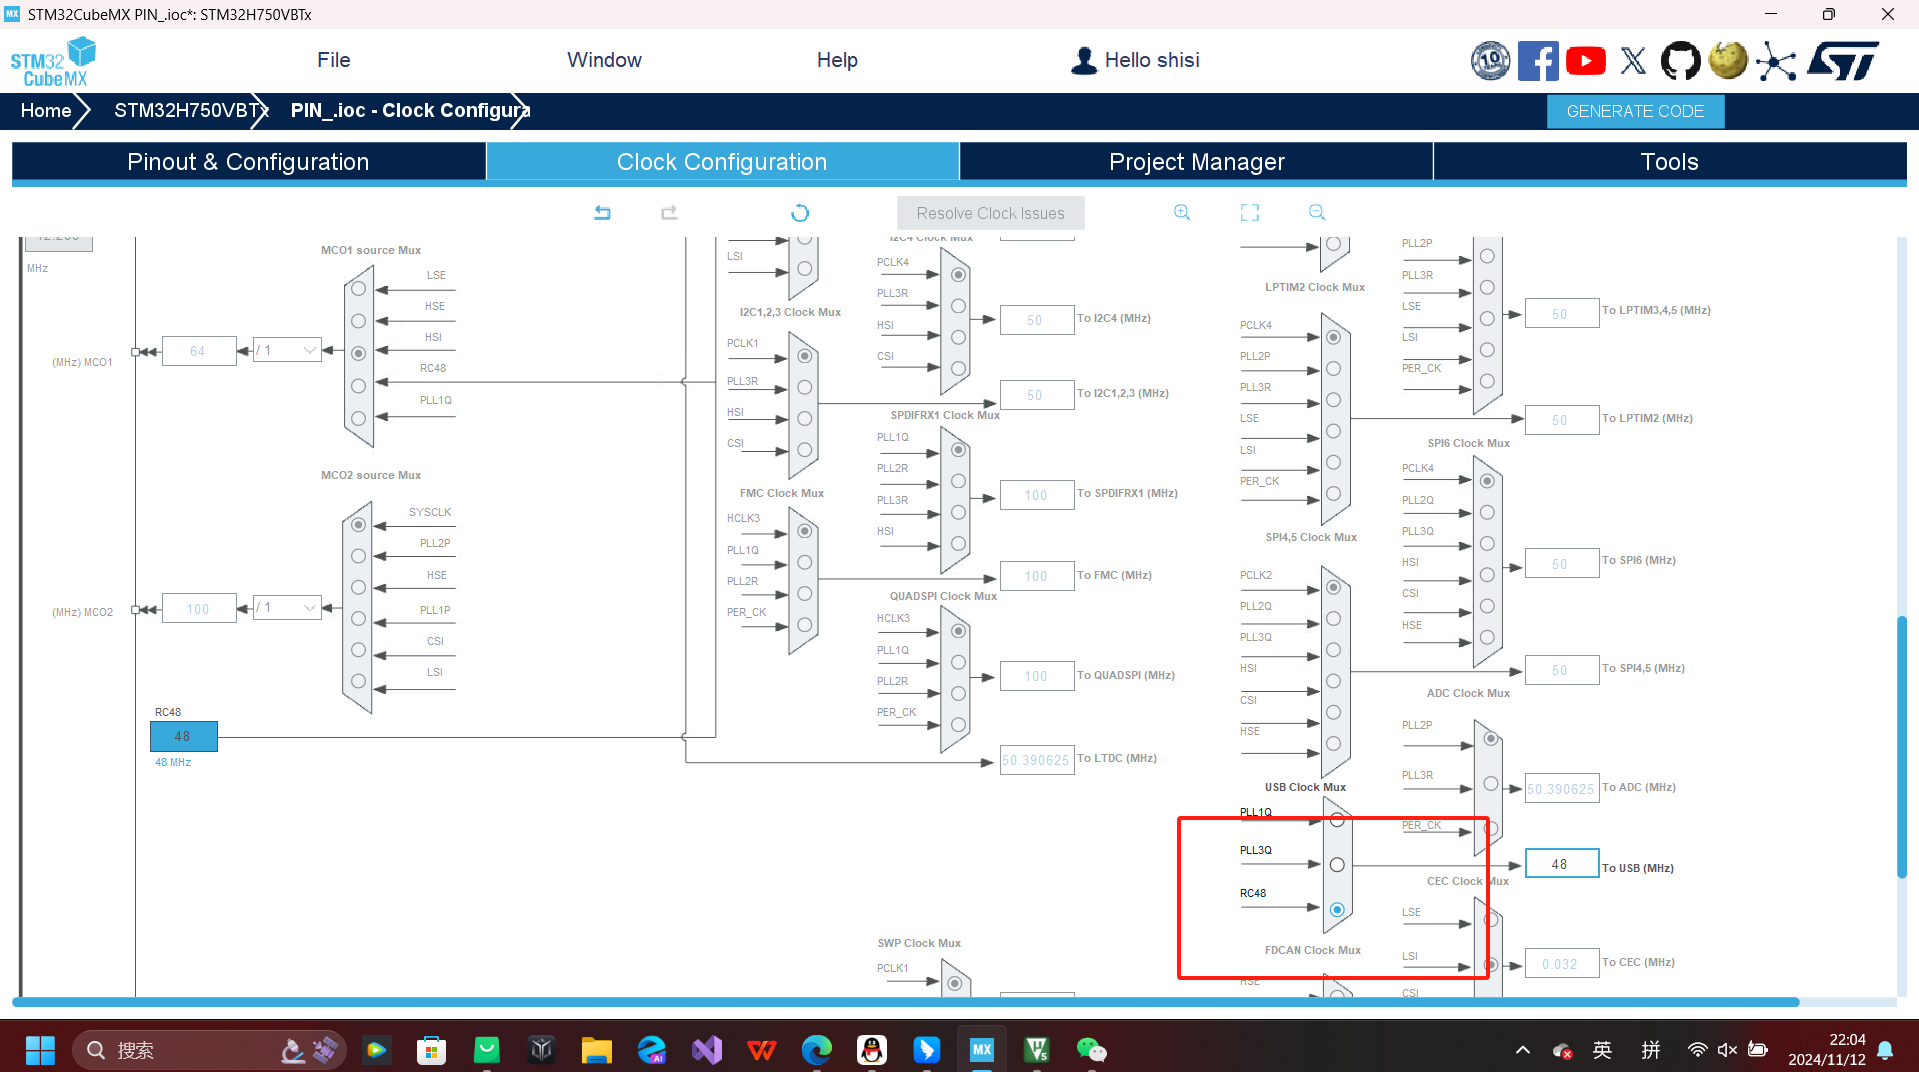 STM32CubeMX PIN_.ioc*: STM32H750VBTx
STM32
CubeMX
File
Window
Help
Hello shisi
Home
STM32H750VBTx
PIN_.ioc - Clock Configura
GENERATE CODE
Pinout & Configuration
Clock Configuration
Project Manager
Tools
Resolve Clock Issues
MHz
MCO1 source Mux
LSE
HSE
HSI
RC48
PLL1Q
(MHz) MCO1
64
/ 1
MCO2 source Mux
SYSCLK
PLL2P
HSE
PLL1P
CSI
LSI
(MHz) MCO2
100
/ 1
RC48
48
48 MHz
LSI
I2C1,2,3 Clock Mux
PCLK1
PLL3R
HSI
CSI
FMC Clock Mux
HCLK3
PLL1Q
PLL2R
PER_CK
I2C4 Clock Mux
PCLK4
PLL3R
HSI
CSI
50
To I2C4 (MHz)
50
To I2C1,2,3 (MHz)
SPDIFRX1 Clock Mux
PLL1Q
PLL2R
PLL3R
HSI
100
To SPDIFRX1 (MHz)
100
To FMC (MHz)
QUADSPI Clock Mux
HCLK3
PLL1Q
PLL2R
PER_CK
100
To QUADSPI (MHz)
50.390625
To LTDC (MHz)
SWP Clock Mux
PCLK1
LPTIM2 Clock Mux
PCLK4
PLL2P
PLL3R
LSE
LSI
PER_CK
SPI4,5 Clock Mux
PCLK2
PLL2Q
PLL3Q
HSI
CSI
HSE
USB Clock Mux
PLL1Q
PLL3Q
RC48
FDCAN Clock Mux
HSE
PLL2P
PLL3R
LSE
LSI
PER_CK
50
To LPTIM3,4,5 (MHz)
50
To LPTIM2 (MHz)
SPI6 Clock Mux
PCLK4
PLL2Q
PLL3Q
HSI
CSI
HSE
50
To SPI6 (MHz)
50
To SPI4,5 (MHz)
ADC Clock Mux
PLL2P
PLL3R
PER_CK
50.390625
To ADC (MHz)
48
To USB (MHz)
CEC Clock Mux
LSE
LSI
CSI
0.032
To CEC (MHz)
搜索
英
拼
22:04
2024/11/12